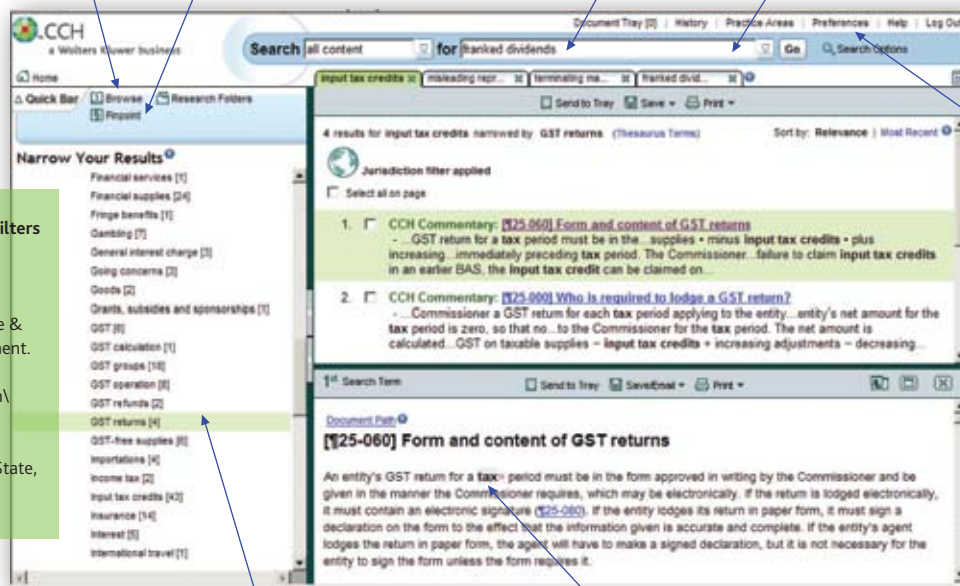 CCH
a Wolters Kluwer business
Document Tray [0] | History | Practice Areas | Preferences | Help | Log Out
Search all content for franked dividends Go Search Options
Home
Quick Bar Browse Research Folders
Pinpoint
Narrow Your Results
Financial services [1]
Financial supplies [24]
Fringe benefits [1]
Gambling [7]
General interest charge [3]
Going concerns [3]
Goods [2]
Grants, subsidies and sponsorships [1]
GST [6]
GST calculation [1]
GST groups [18]
GST operation [8]
GST refunds [2]
GST returns [4]
GST-free supplies [6]
Importations [4]
Income tax [2]
Input tax credits [43]
Insurance [14]
Interest [5]
International travel [1]
ilters
e &
ent.
n\
State,
input tax credits misleading repr... terminating ma... franked divid...
Send to Tray Save Print
4 results for input tax credits narrowed by GST returns (Thesaurus Terms) Sort by: Relevance | Most Recent
Jurisdiction filter applied
Select all on page
1. CCH Commentary: [¶25-060] Form and content of GST returns
- ...GST return for a tax period must be in the...supplies • minus input tax credits • plus
increasing...immediately preceding tax period. The Commissioner...failure to claim input tax credits
in an earlier BAS, the input tax credit can be claimed on...
2. CCH Commentary: [¶25-000] Who is required to lodge a GST return?
- ...Commissioner a GST return for each tax period applying to the entity...entity's net amount for the
tax period is zero, so that no...to the Commissioner for the tax period. The net amount is
calculated...GST on taxable supplies − input tax credits + increasing adjustments − decreasing...
1st Search Term Send to Tray Save/Email Print
Document Path
[¶25-060] Form and content of GST returns
An entity's GST return for a tax period must be in the form approved in writing by the Commissioner and be
given in the manner the Commissioner requires, which may be electronically. If the return is lodged electronically,
it must contain an electronic signature (¶25-080). If the entity lodges its return in paper form, it must sign a
declaration on the form to the effect that the information given is accurate and complete. If the entity's agent
lodges the return in paper form, the agent will have to make a signed declaration, but it is not necessary for the
entity to sign the form unless the form requires it.